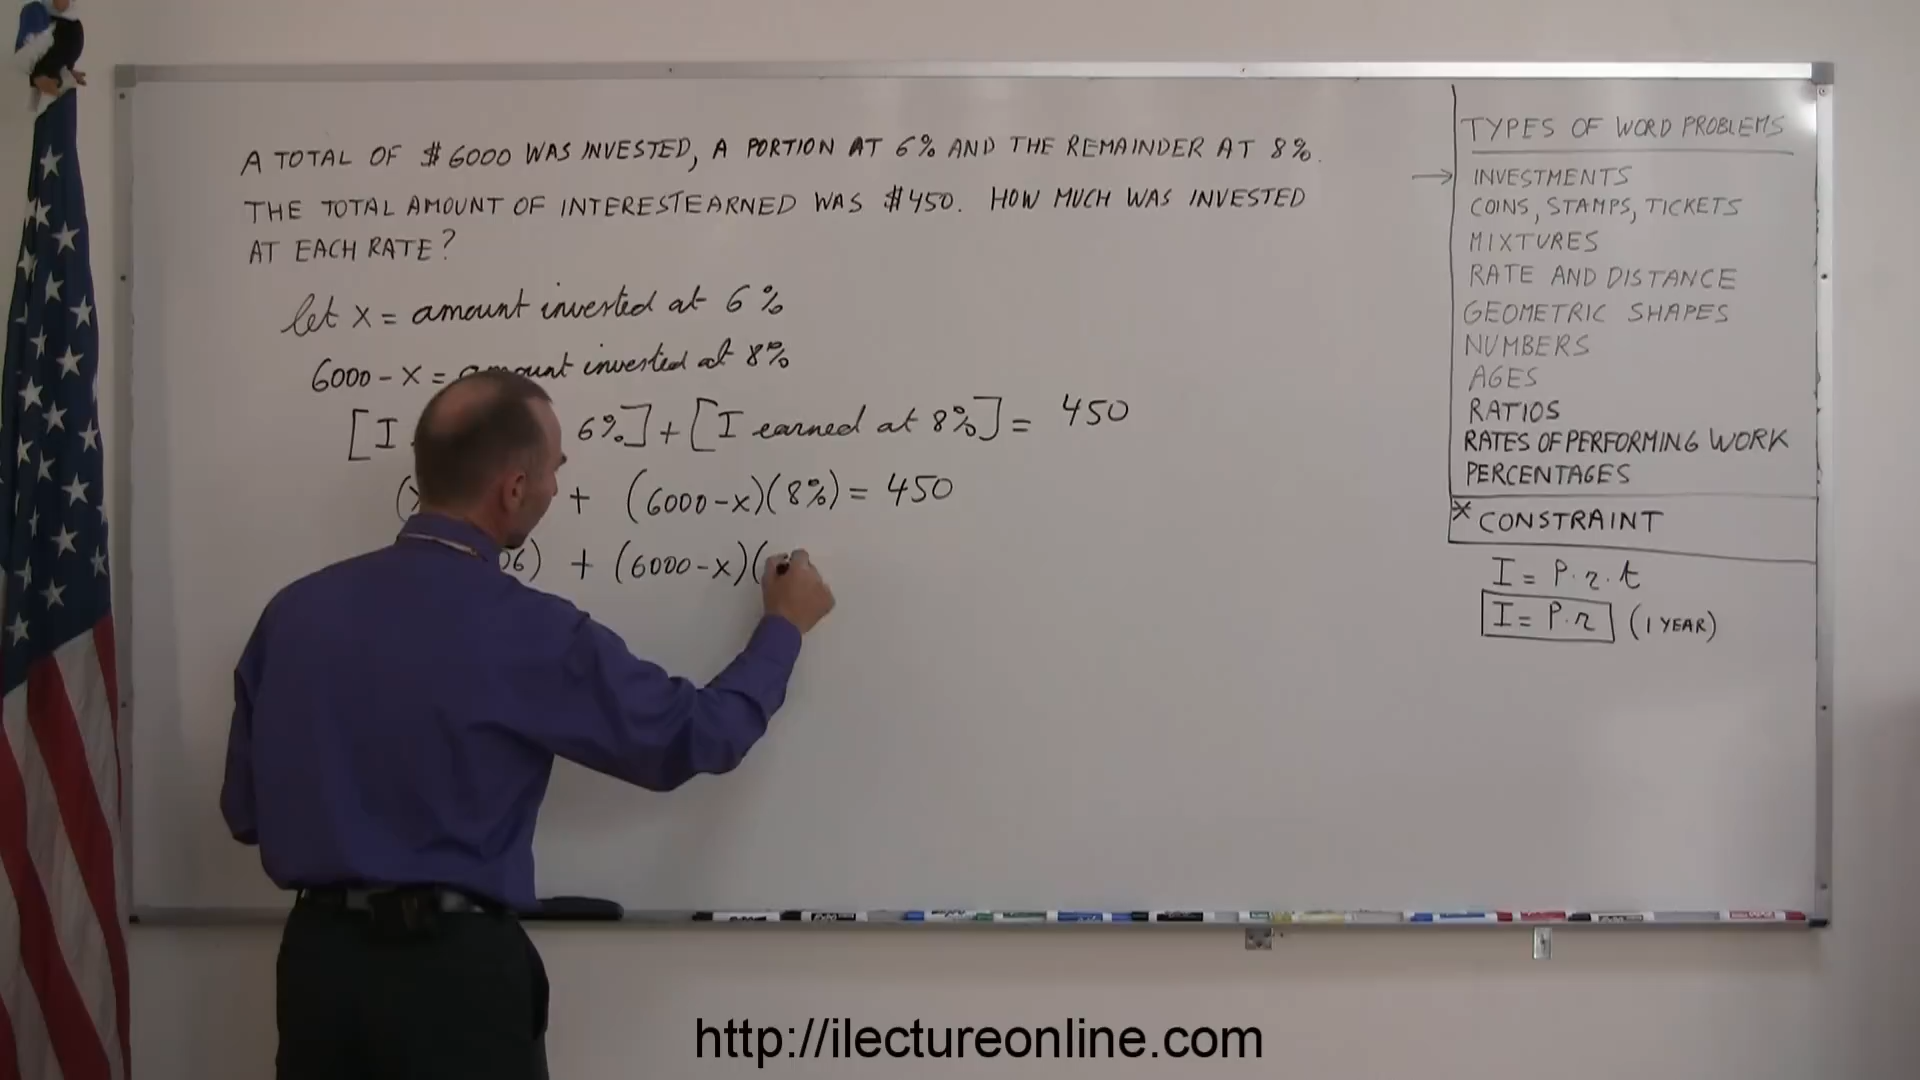 A TOTAL OF $6000 WAS INVESTED, A PORTION AT 6% AND THE REMAINDER AT 8%.
THE TOTAL AMOUNT OF INTEREST EARNED WAS $450. HOW MUCH WAS INVESTED
AT EACH RATE?
let x = amount invested at 6%
6000 - x = amount invested at 8%
[I 6%] + [I earned at 8%] = 450
(x + (6000-x)(8%) = 450
06) + (6000-x)(
TYPES OF WORD PROBLEMS
→ INVESTMENTS
COINS, STAMPS, TICKETS
MIXTURES
RATE AND DISTANCE
GEOMETRIC SHAPES
NUMBERS
AGES
RATIOS
RATES OF PERFORMING WORK
PERCENTAGES
* CONSTRAINT
I = P.r.t
I = P.r (1 YEAR)
http://ilectureonline.com